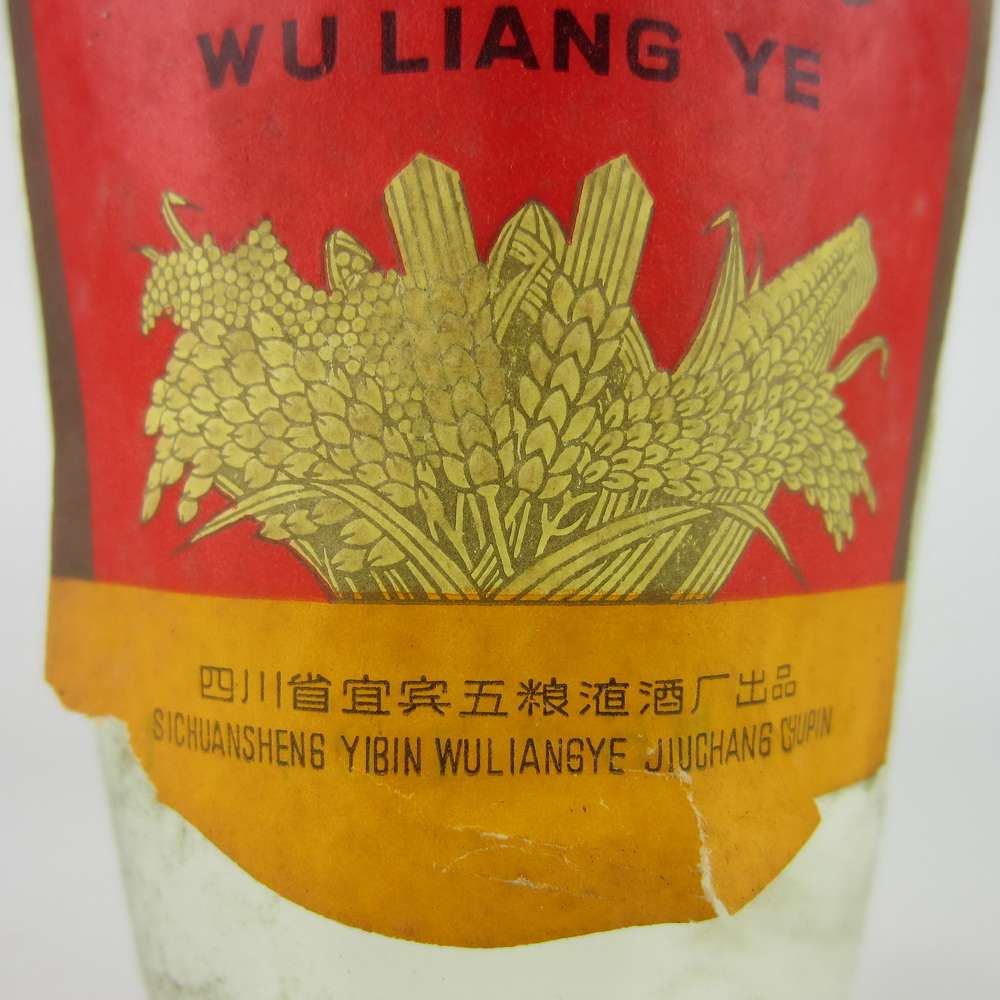 WU LIANG YE
四川省宜宾五粮液酒厂出品
SICHUANSHENG YIBIN WULIANGYE JIUCHANG CHUPIN